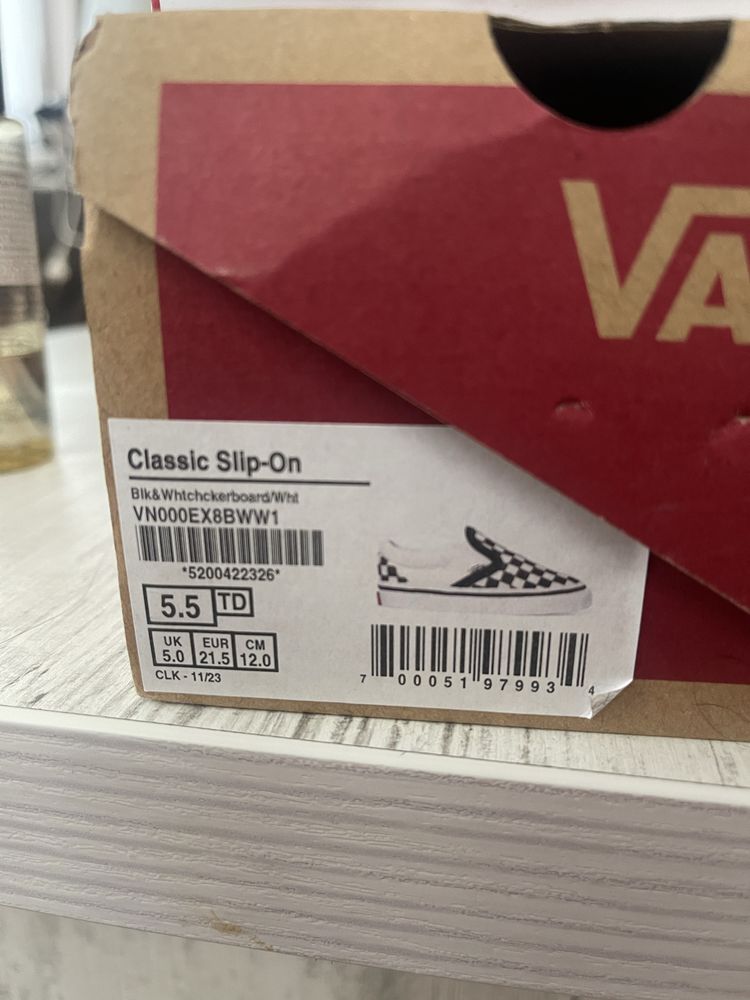 VA
Classic Slip-On
Blk&Whtchckerboard/Wht
VN000EX8BWW1
*5200422326*
5.5 TD
UK EUR CM
5.0 21.5 12.0
CLK - 11/23
7 00051 97993 4